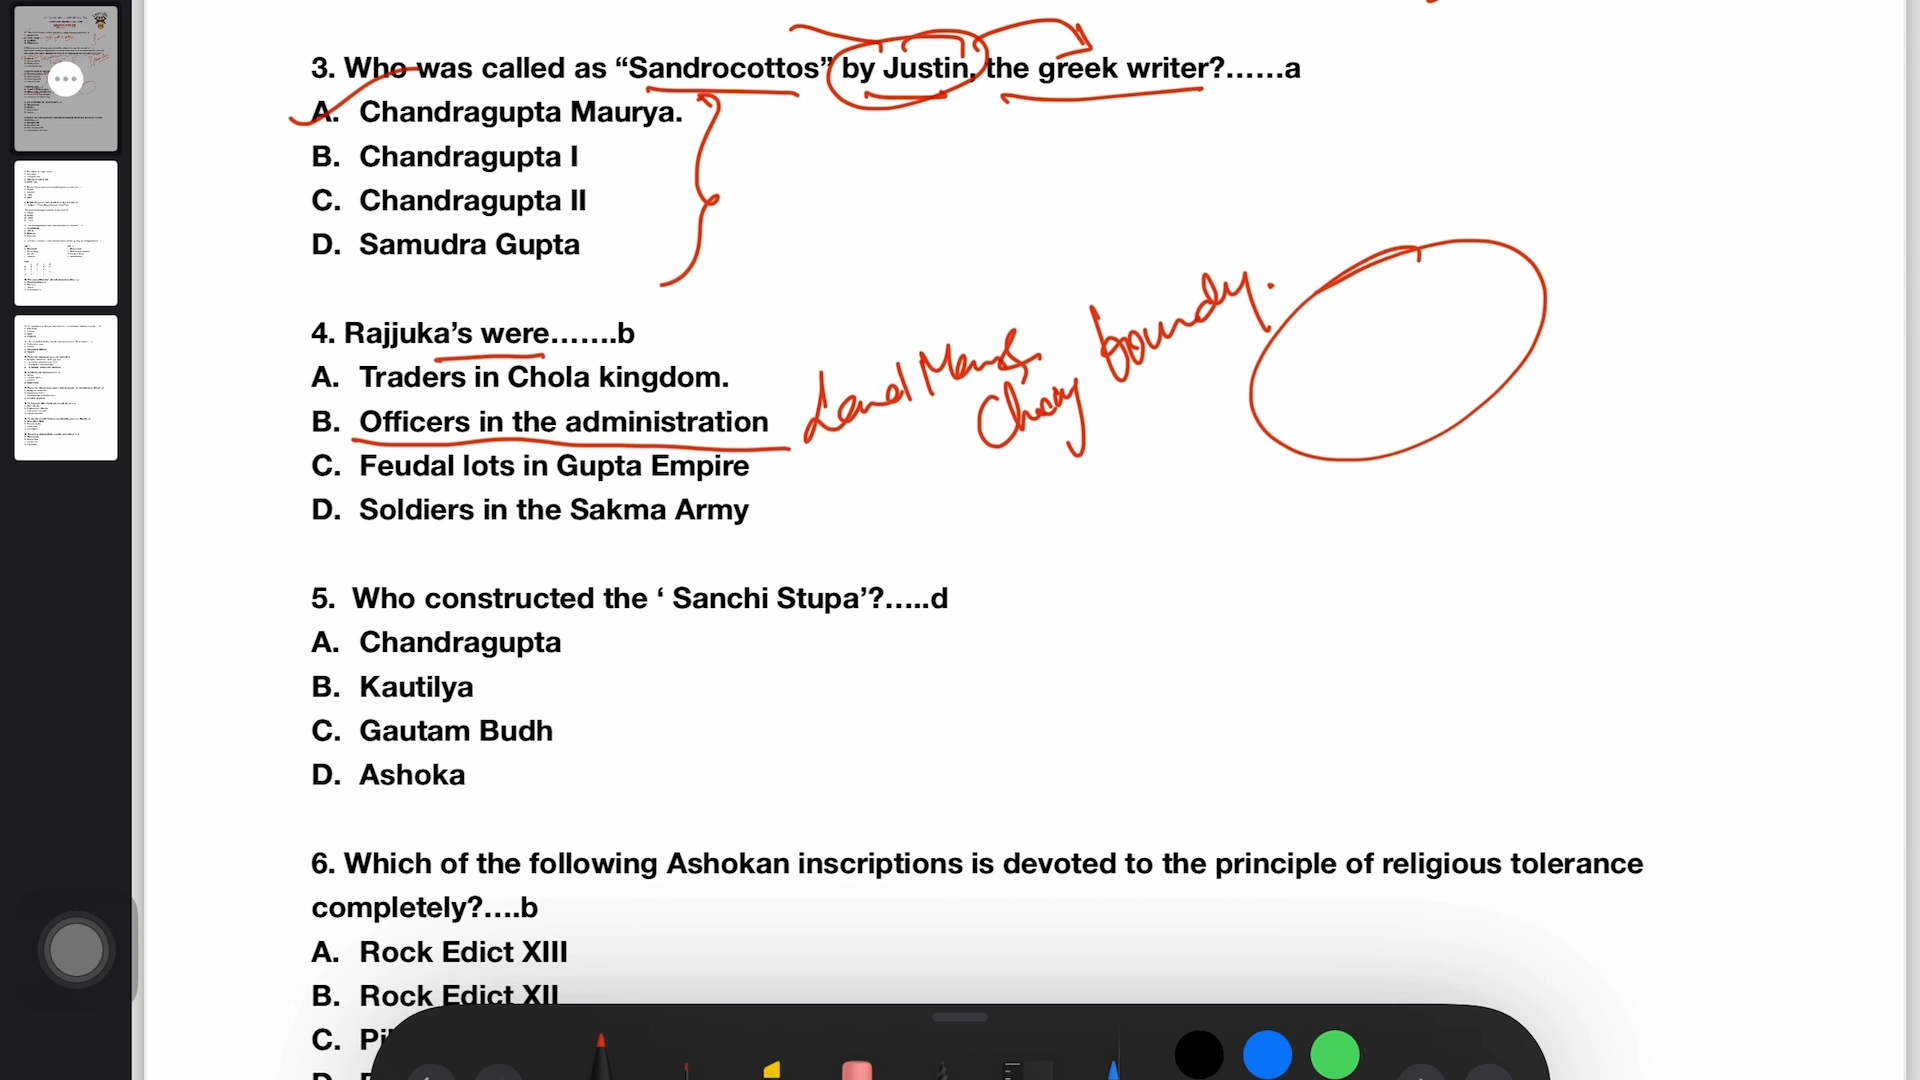 3. Who was called as “Sandrocottos” by Justin, the greek writer?......a
A. Chandragupta Maurya.
B. Chandragupta I
C. Chandragupta II
D. Samudra Gupta
4. Rajjuka’s were.......b
A. Traders in Chola kingdom.
B. Officers in the administration
Land
boundy.
C. Feudal lots in Gupta Empire
D. Soldiers in the Sakma Army
5. Who constructed the ‘ Sanchi Stupa’?.....d
A. Chandragupta
B. Kautilya
C. Gautam Budh
D. Ashoka
6. Which of the following Ashokan inscriptions is devoted to the principle of religious tolerance
completely?....b
A. Rock Edict XIII
B. Rock Edict XII
C. Pi
D.